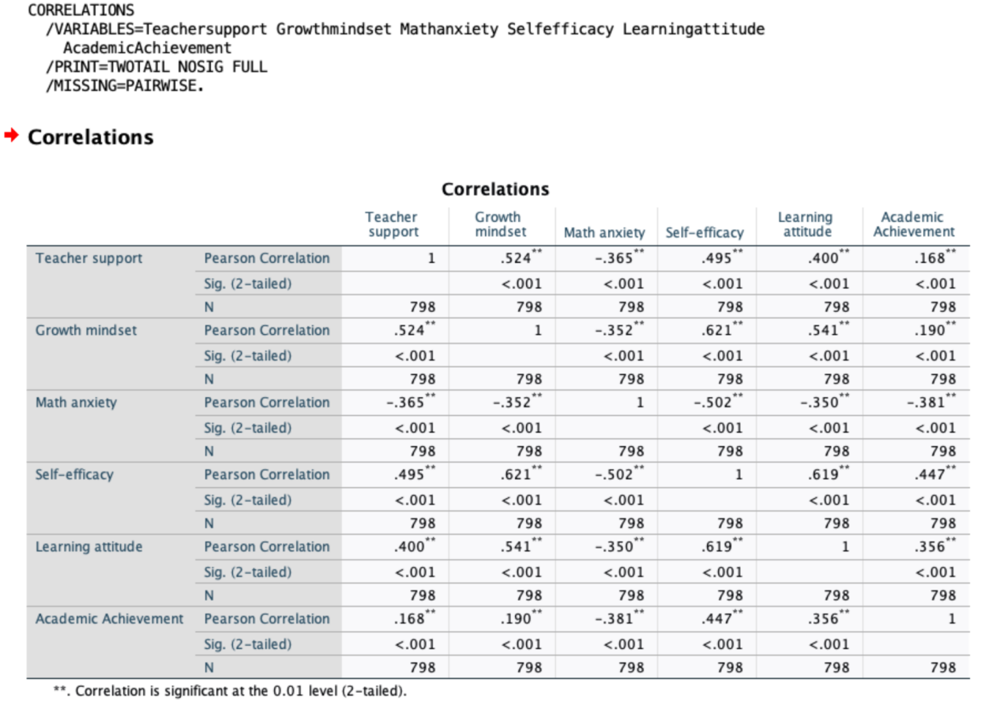 CORRELATIONS
/VARIABLES=Teachersupport Growthmindset Mathanxiety Selfefficacy Learningattitude
AcademicAchievement
/PRINT=TWOTAIL NOSIG FULL
/MISSING=PAIRWISE.
Correlations
Correlations
Teacher support Growth mindset Math anxiety Self-efficacy Learning attitude Academic Achievement
Teacher support Pearson Correlation 1 .524** -.365** .495** .400** .168**
Sig. (2-tailed) <.001 <.001 <.001 <.001 <.001
N 798 798 798 798 798 798
Growth mindset Pearson Correlation .524** 1 -.352** .621** .541** .190**
Sig. (2-tailed) <.001 <.001 <.001 <.001 <.001
N 798 798 798 798 798 798
Math anxiety Pearson Correlation -.365** -.352** 1 -.502** -.350** -.381**
Sig. (2-tailed) <.001 <.001 <.001 <.001 <.001
N 798 798 798 798 798 798
Self-efficacy Pearson Correlation .495** .621** -.502** 1 .619** .447**
Sig. (2-tailed) <.001 <.001 <.001 <.001 <.001
N 798 798 798 798 798 798
Learning attitude Pearson Correlation .400** .541** -.350** .619** 1 .356**
Sig. (2-tailed) <.001 <.001 <.001 <.001 <.001
N 798 798 798 798 798 798
Academic Achievement Pearson Correlation .168** .190** -.381** .447** .356** 1
Sig. (2-tailed) <.001 <.001 <.001 <.001 <.001
N 798 798 798 798 798 798
**. Correlation is significant at the 0.01 level (2-tailed).